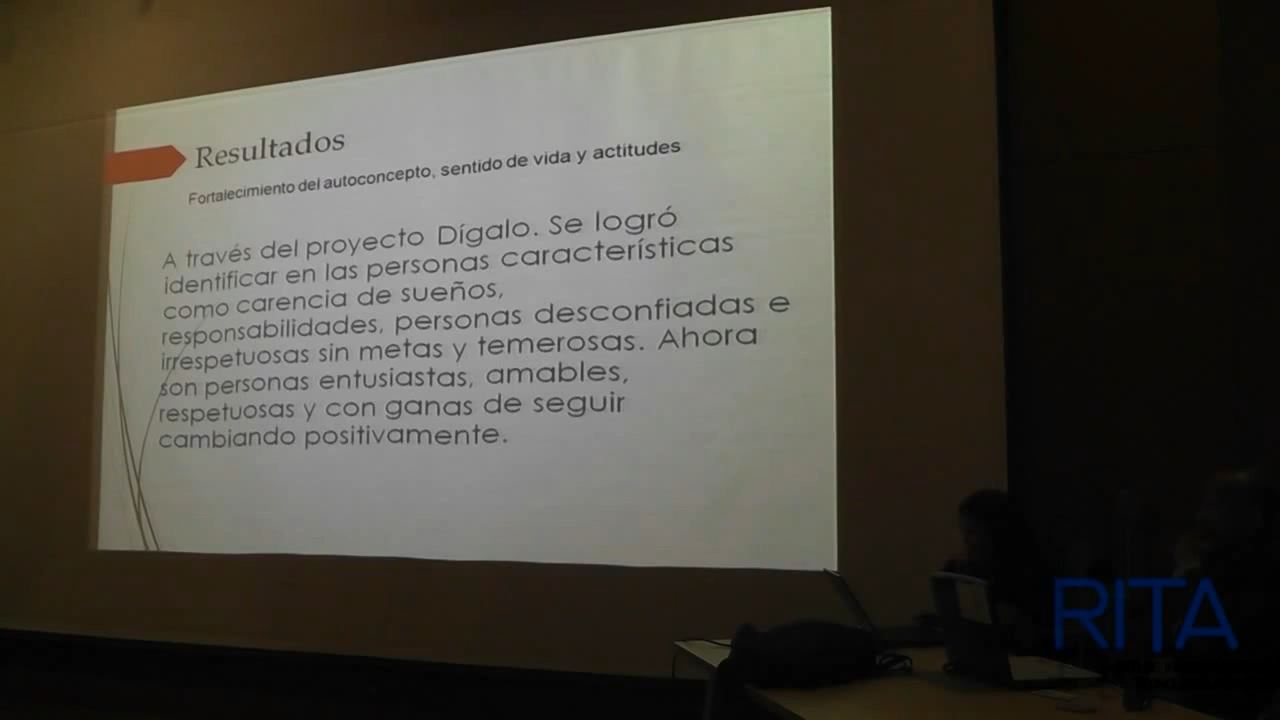 Resultados
Fortalecimiento del autoconcepto, sentido de vida y actitudes
A través del proyecto Dígalo. Se logró
identificar en las personas características
como carencia de sueños,
responsabilidades, personas desconfiadas e
irrespetuosas sin metas y temerosas. Ahora
son personas entusiastas, amables,
respetuosas y con ganas de seguir
cambiando positivamente.
RITA